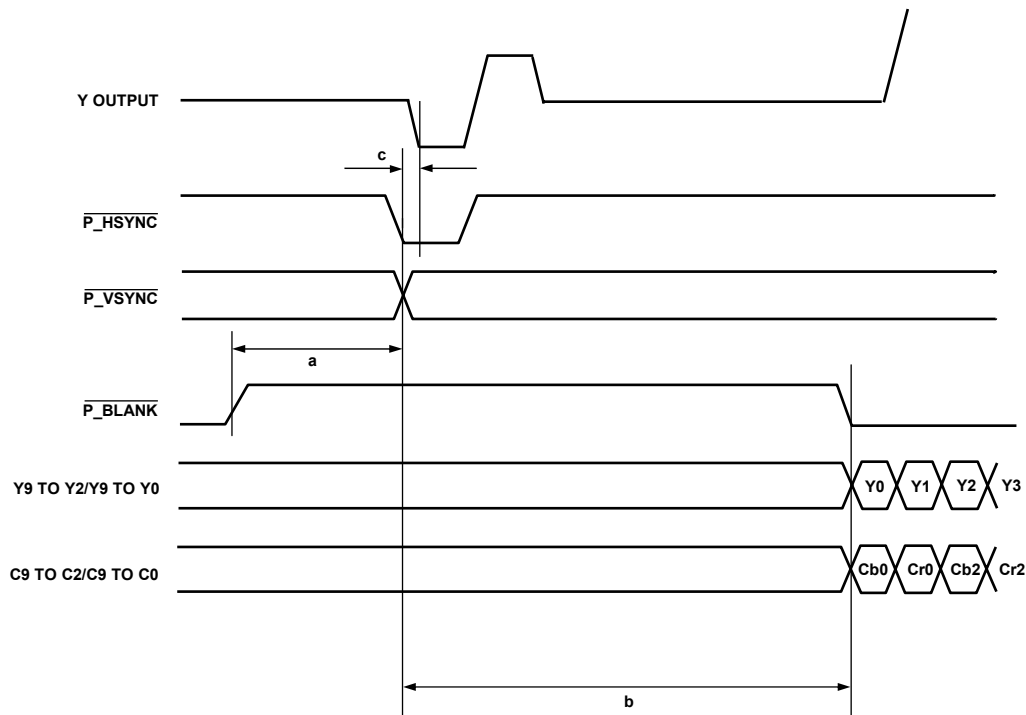 Y OUTPUT
c
P_HSYNC
P_VSYNC
a
P_BLANK
Y9 TO Y2/Y9 TO Y0
Y0 Y1 Y2 Y3
C9 TO C2/C9 TO C0
Cb0 Cr0 Cb2 Cr2
b